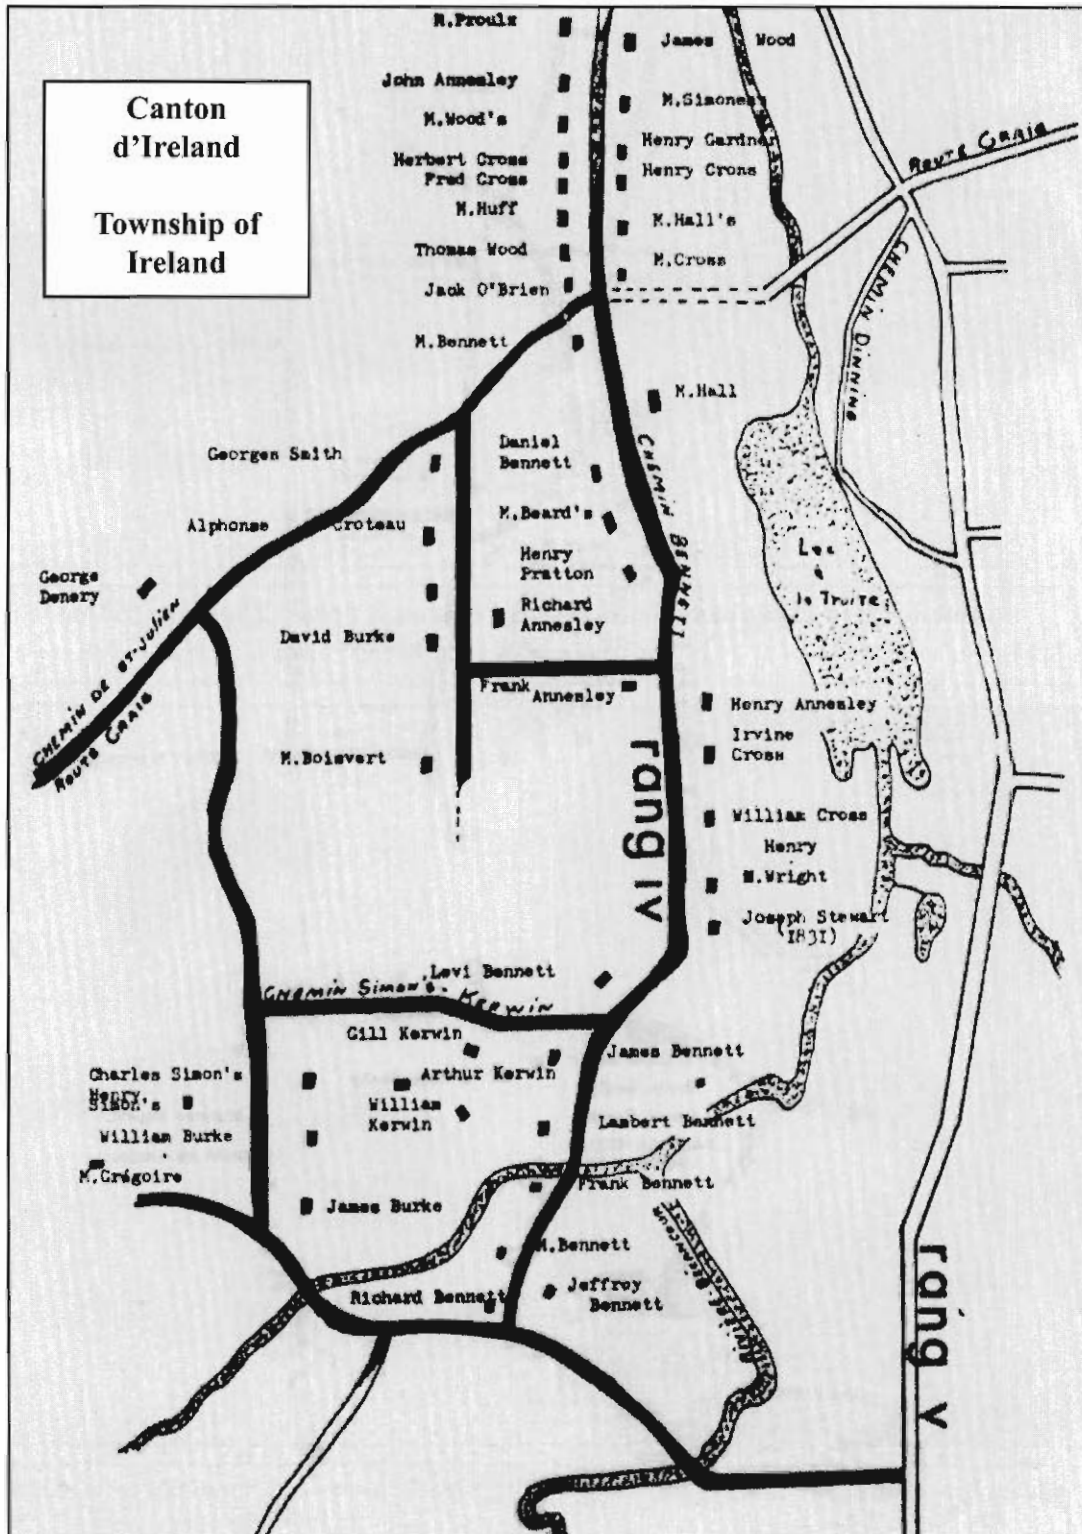 Canton
d'Ireland
Township of
Ireland
M.Proulx
James Wood
John Annesley
M.Simoneau
M.Wood's
Henry Gardner
Herbert Cross
Henry Cross
Fred Cross
M.Huff
M.Hall's
Thomas Wood
M.Cross
Jack O'Brien
ROUTE CRAIG
CHEMIN DINNING
M.Bennett
M.Hall
CHEMIN BENNETT
Georges Smith
Daniel
Bennett
Alphonse Croteau
M.Beard's
Henry
Pratton
Lac
à
la Truite
George
Denery
Richard
Annesley
David Burke
CHEMIN DE ST-JULIEN
ROUTE CRAIG
Frank Annesley
Henry Annesley
Irvine
Cross
M.Boisvert
rang IV
William Cross
Henry
M.Wright
Joseph Stewart
(1831)
Levi Bennett
CHEMIN SIMON'S - KERWIN
Gill Kerwin
James Bennett
Charles Simon's
Arthur Kerwin
Henry
Simon's
William
Kerwin
William Burke
Lambert Bennett
M.Grégoire
Frank Bennett
James Burke
RIVIÈRE BÉCANCOUR
M.Bennett
Richard Bennett
Jeffroy
Bennett
rang V